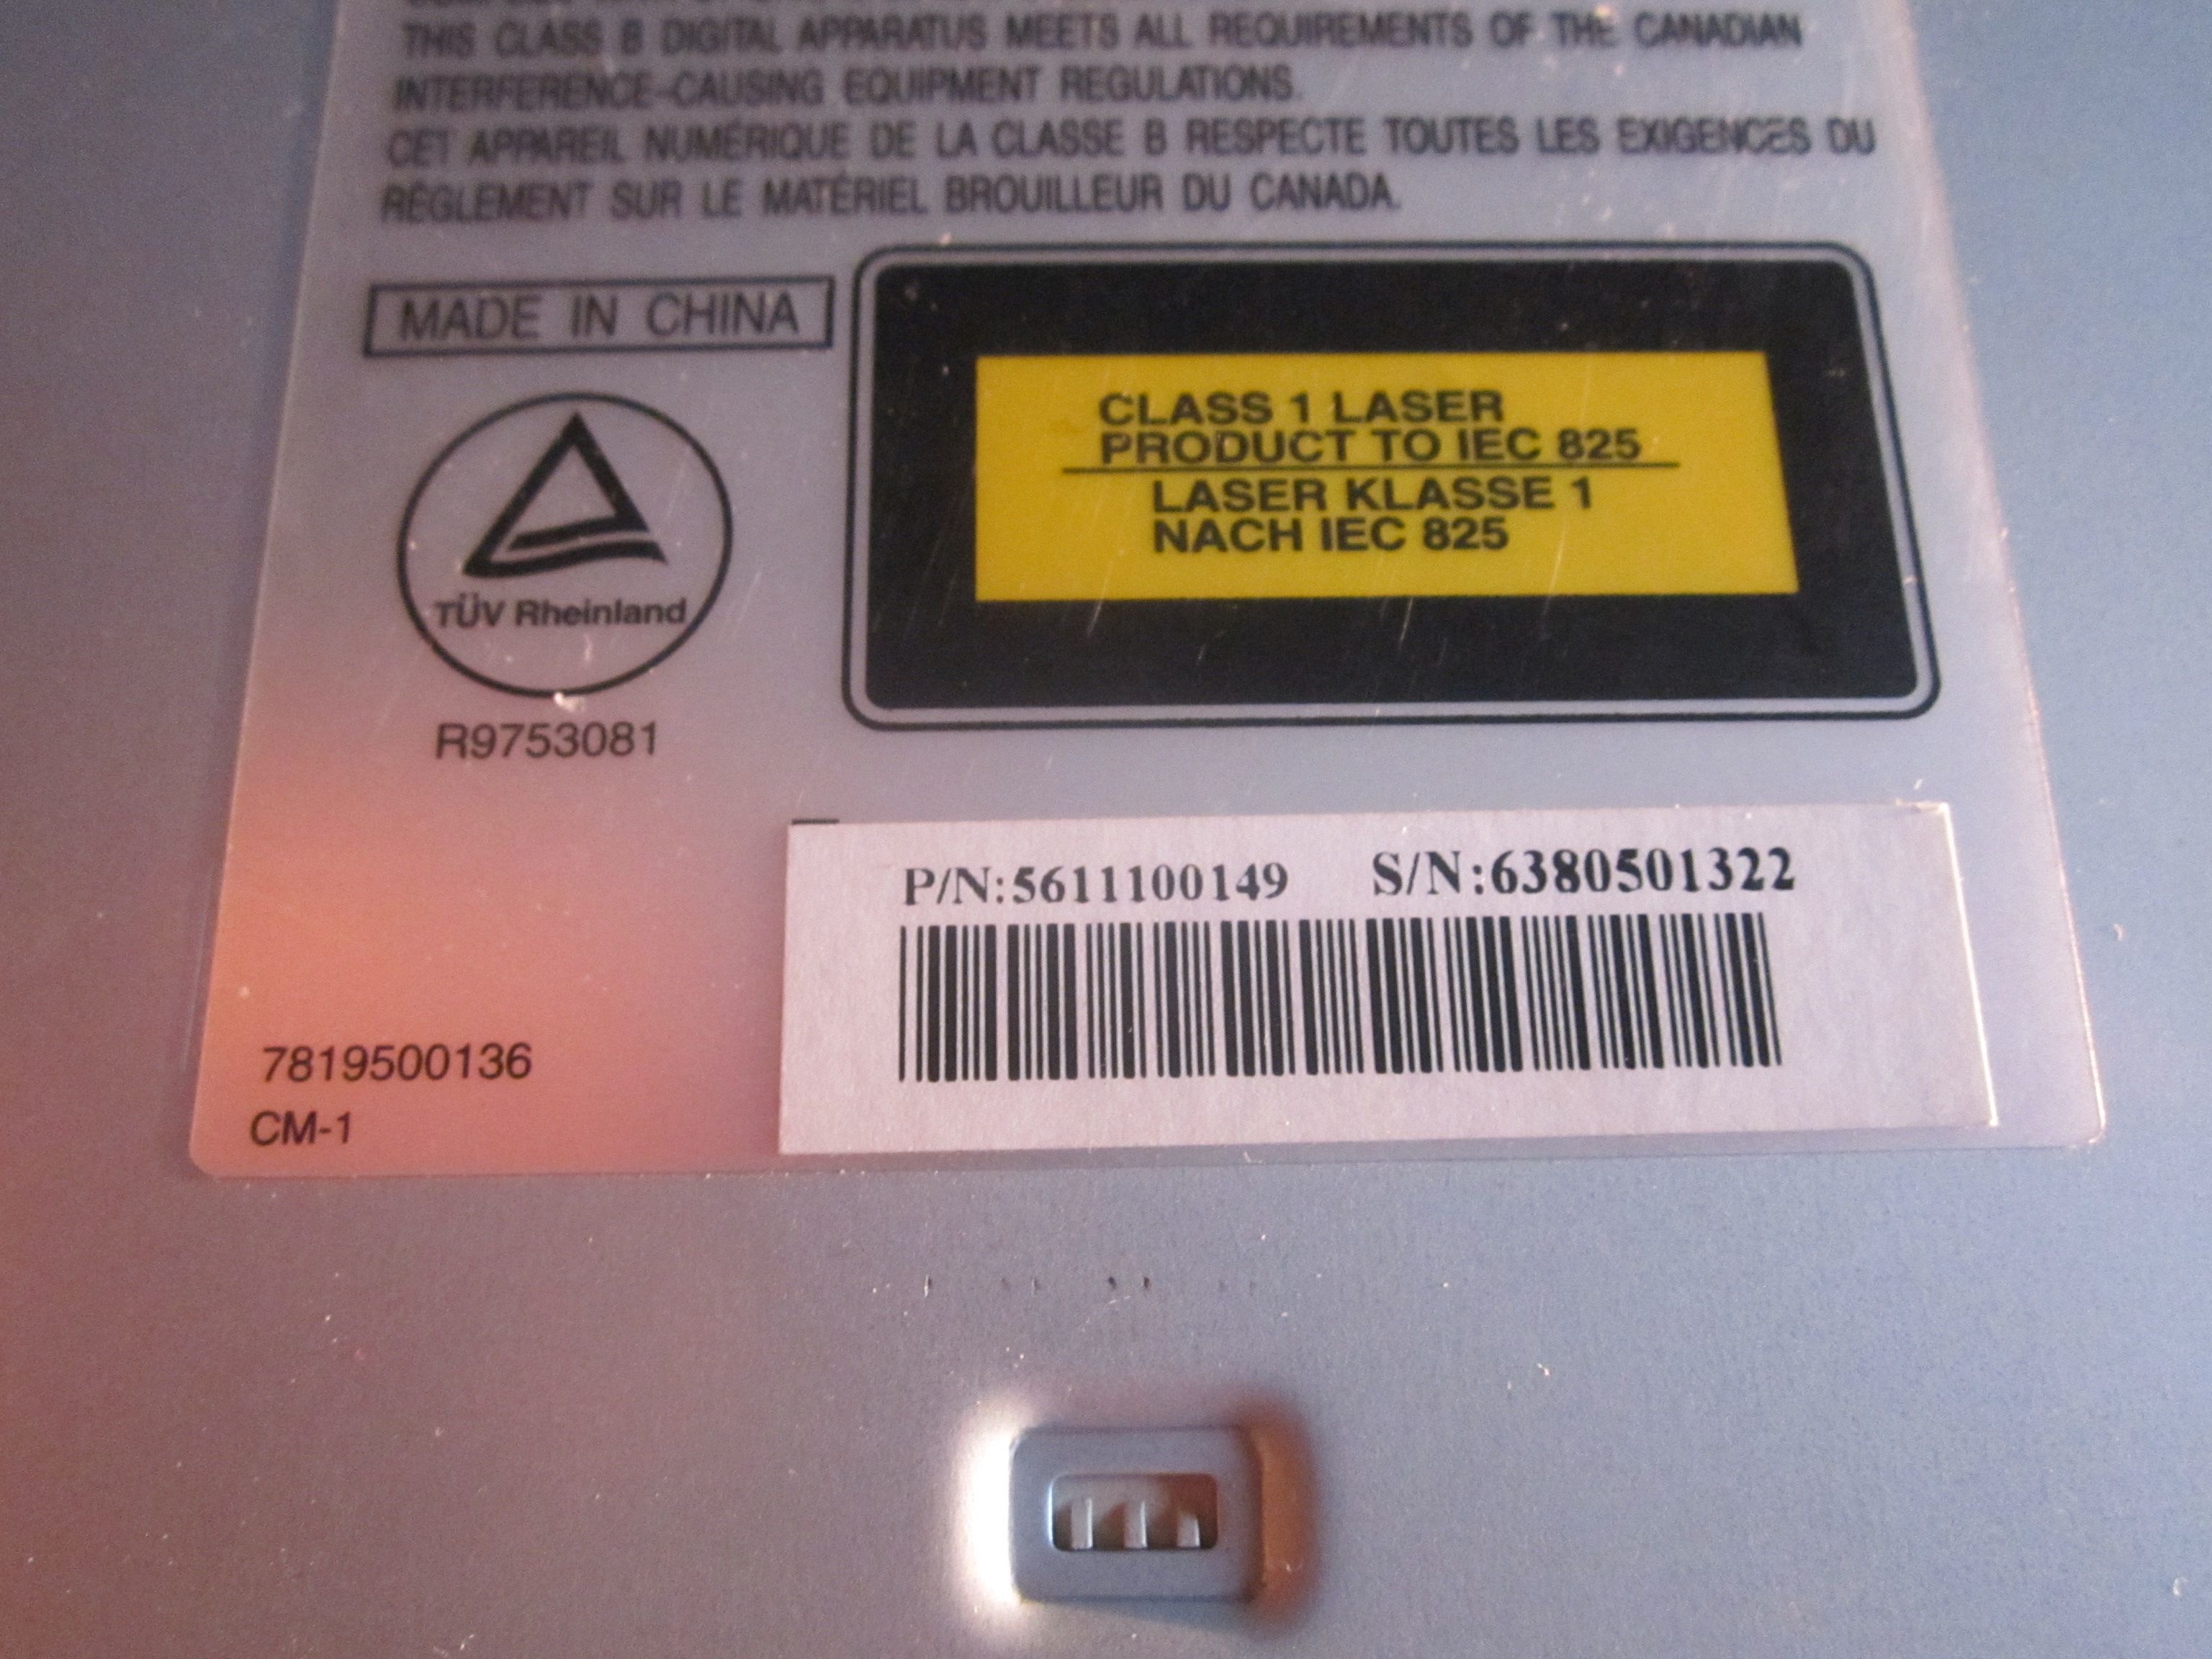 THIS CLASS B DIGITAL APPARATUS MEETS ALL REQUIREMENTS OF THE CANADIAN
INTERFERENCE-CAUSING EQUIPMENT REGULATIONS.
CET APPAREIL NUMÉRIQUE DE LA CLASSE B RESPECTE TOUTES LES EXIGENCES DU
RÈGLEMENT SUR LE MATÉRIEL BROUILLEUR DU CANADA.
MADE IN CHINA
CLASS 1 LASER
PRODUCT TO IEC 825
LASER KLASSE 1
NACH IEC 825
TÜV Rheinland
R9753081
P/N:5611100149 S/N:6380501322
7819500136
CM-1